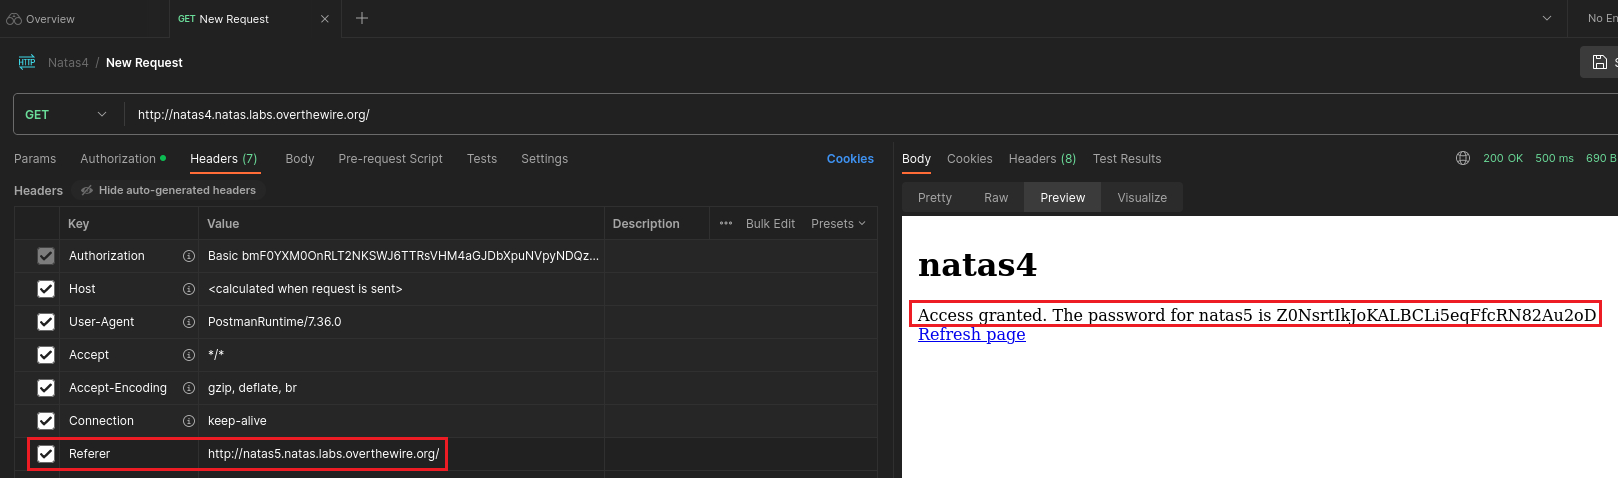 Overview
GET New Request
No En
HTTP
Natas4 / New Request
GET
http://natas4.natas.labs.overthewire.org/
Params Authorization Headers (7) Body Pre-request Script Tests Settings Cookies
Headers Hide auto-generated headers
Key Value Description ••• Bulk Edit Presets
Authorization Basic bmF0YXM0OnRLT2NKSWJ6TTRsVHM4aGJDbXpuNVpyNDQz...
Host <calculated when request is sent>
User-Agent PostmanRuntime/7.36.0
Accept */*
Accept-Encoding gzip, deflate, br
Connection keep-alive
Referer http://natas5.natas.labs.overthewire.org/
Body Cookies Headers (8) Test Results 200 OK 500 ms 690 B
Pretty Raw Preview Visualize
natas4
Access granted. The password for natas5 is Z0NsrtIkJoKALBCLi5eqFfcRN82Au2oD
Refresh page